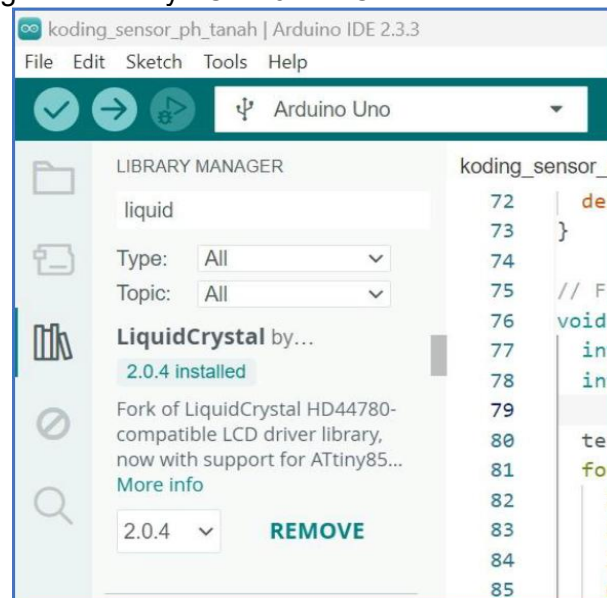 koding_sensor_ph_tanah | Arduino IDE 2.3.3
File Edit Sketch Tools Help
Arduino Uno
LIBRARY MANAGER
liquid
Type: All
Topic: All
LiquidCrystal by...
2.0.4 installed
Fork of LiquidCrystal HD44780-
compatible LCD driver library,
now with support for ATtiny85...
More info
2.0.4
REMOVE
koding_sensor_
72 de
73 }
74
75 // F
76 void
77 in
78 in
79
80 te
81 fo
82
83
84
85